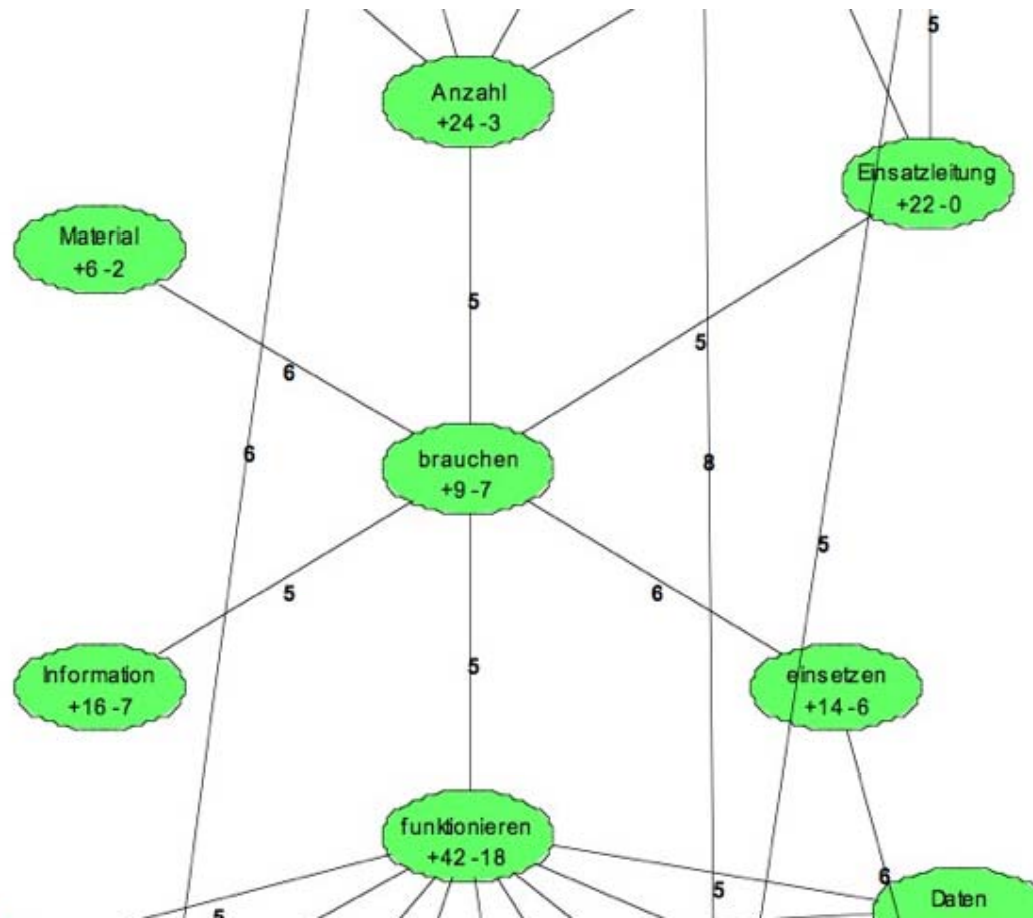 5
Anzahl
+24 -3
Einsatzleitung
+22 -0
Material
+6 -2
5
5
6
6
brauchen
+9 -7
8
5
5
6
5
Information
+16 -7
einsetzen
+14 -6
funktionieren
+42 -18
6
5
Daten
5